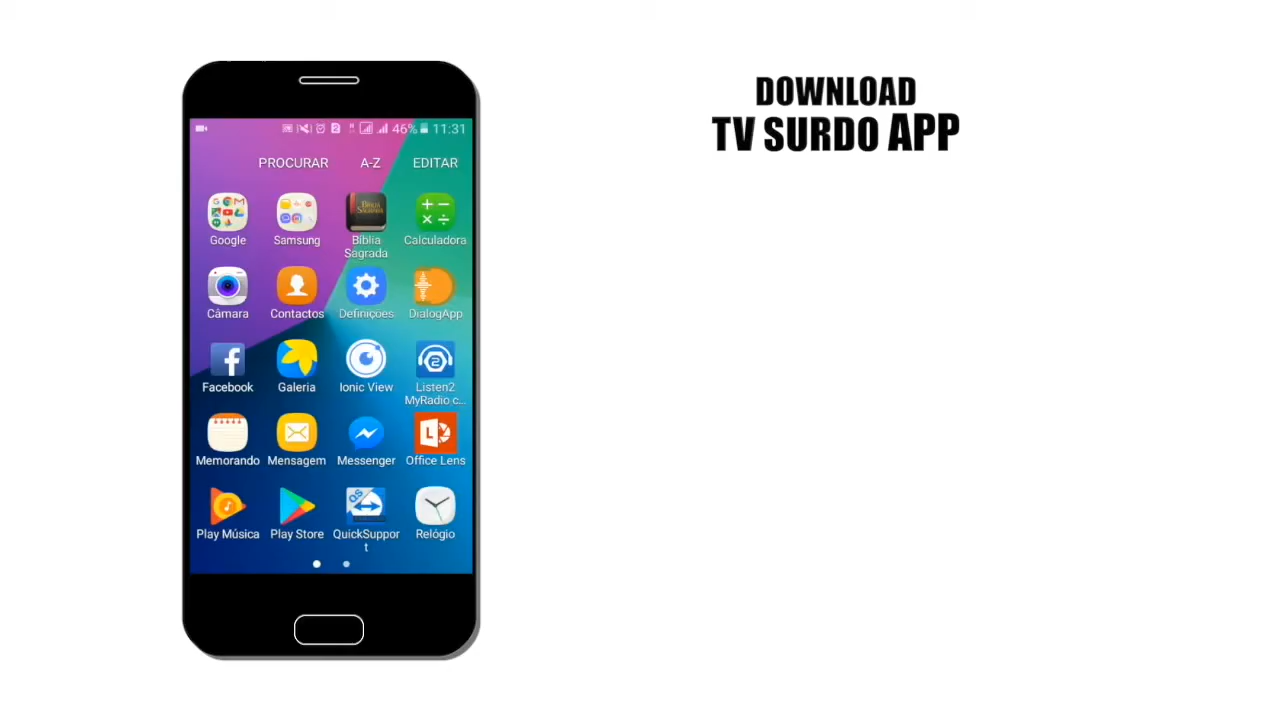 DOWNLOAD
TV SURDO APP
46% 11:31
PROCURAR A-Z EDITAR
Google Samsung Bíblia Sagrada Calculadora
Câmara Contactos Definições DialogApp
Facebook Galeria Ionic View Listen2 MyRadio c...
Memorando Mensagem Messenger Office Lens
Play Música Play Store QuickSupport Relógio